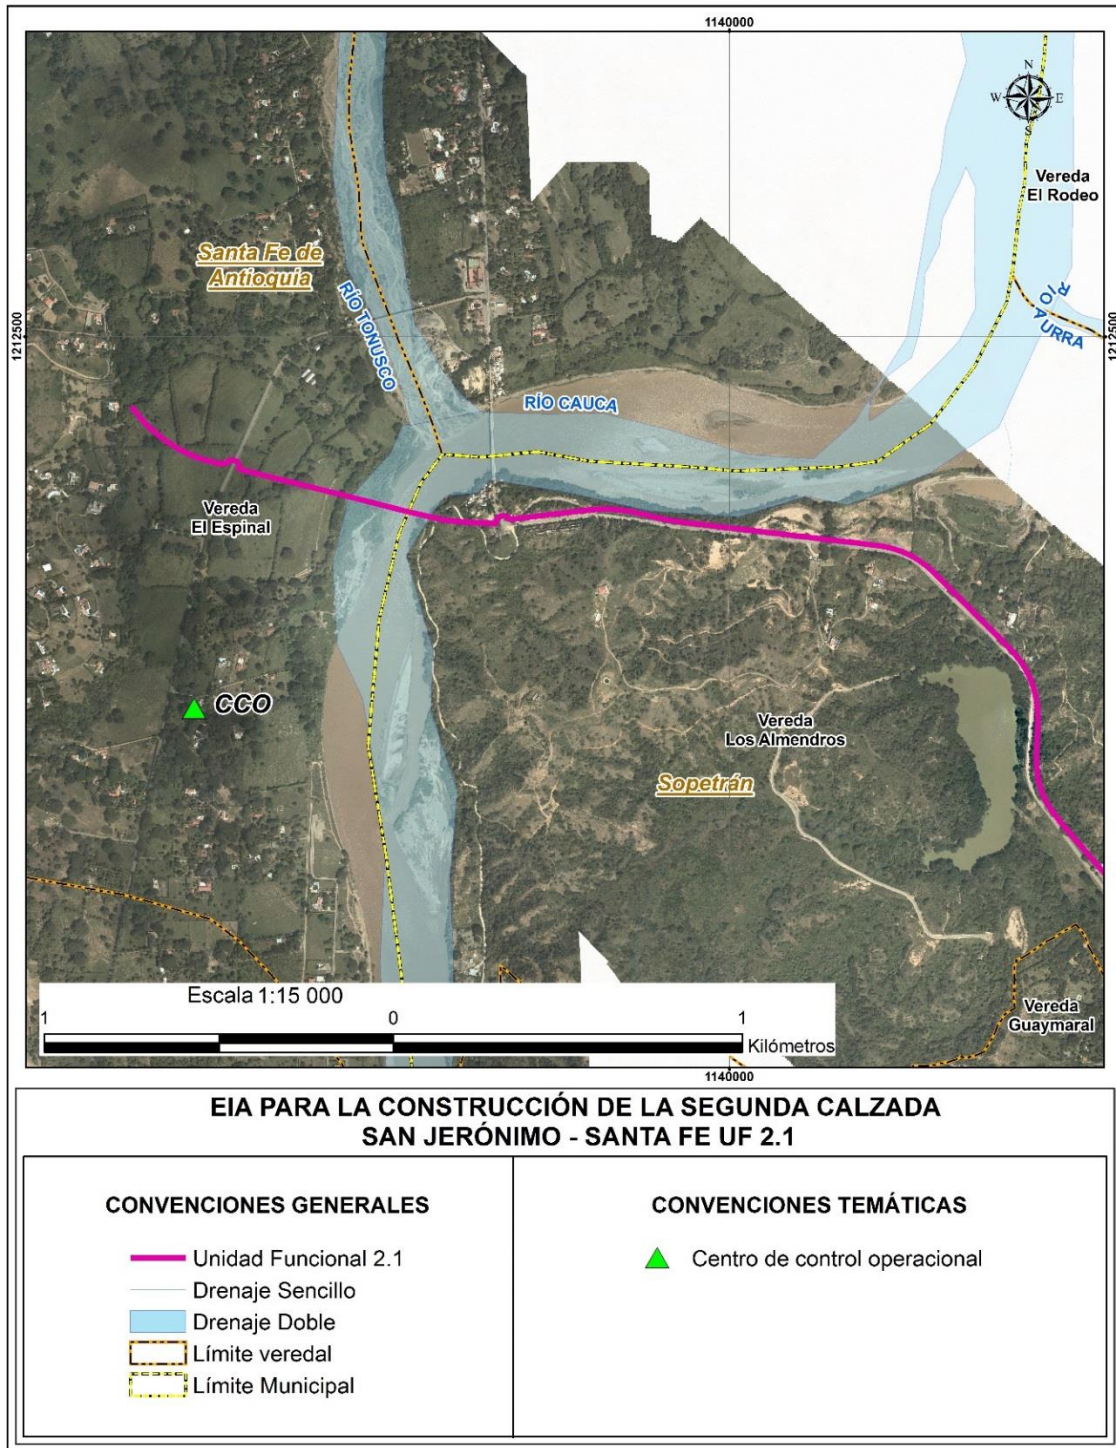 1140000
N
W E
S
Vereda
El Rodeo
Santa Fe de
Antioquia
RÍO TONUSCO
RÍO AURRA
1212500
1212500
RÍO CAUCA
Vereda
El Espinal
CCO
Vereda
Los Almendros
Sopetrán
Escala 1:15 000
1 0 1
Kilómetros
Vereda
Guaymaral
1140000
EIA PARA LA CONSTRUCCIÓN DE LA SEGUNDA CALZADA
SAN JERÓNIMO - SANTA FE UF 2.1
CONVENCIONES GENERALES
Unidad Funcional 2.1
Drenaje Sencillo
Drenaje Doble
Límite veredal
Límite Municipal
CONVENCIONES TEMÁTICAS
Centro de control operacional